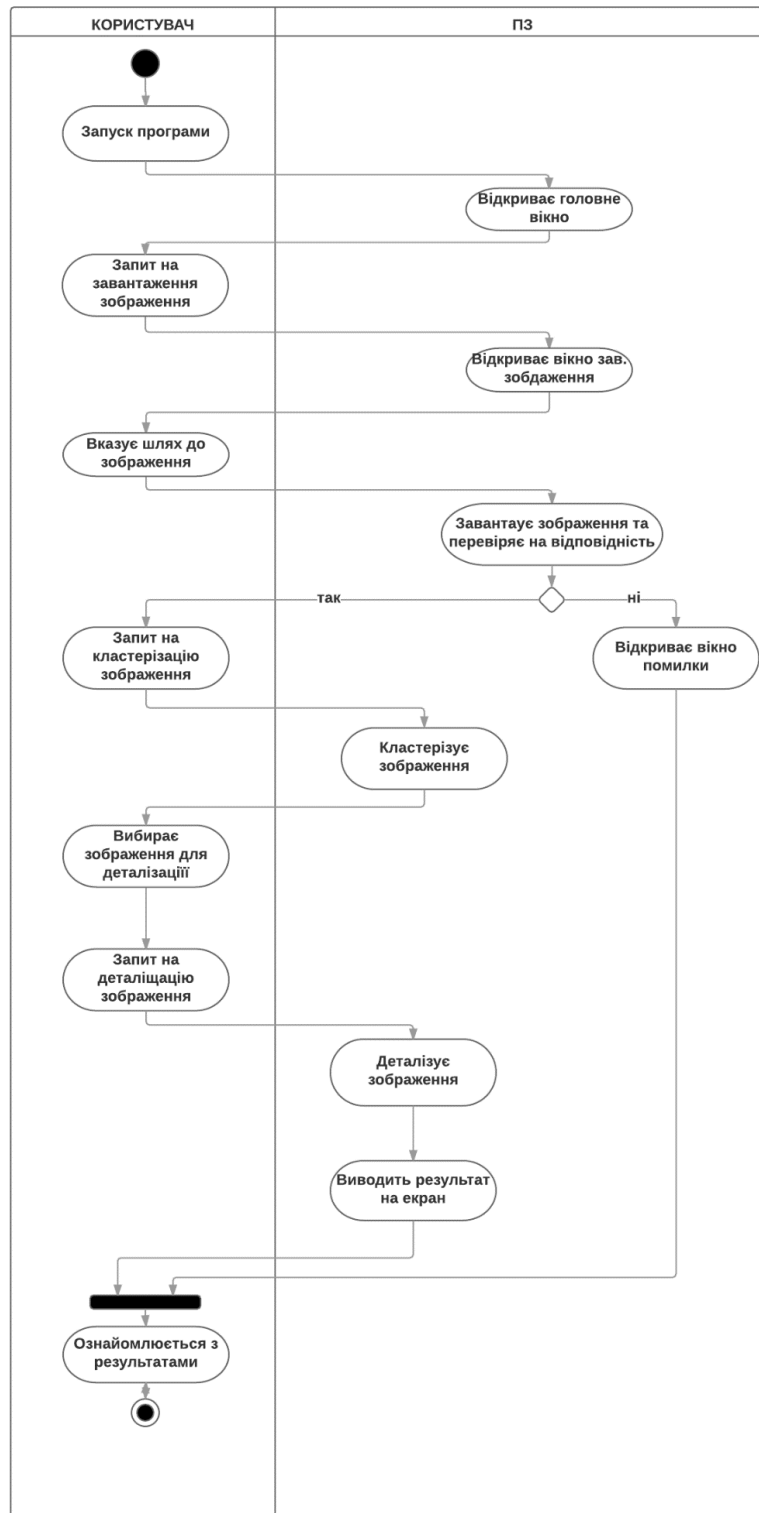 КОРИСТУВАЧ
ПЗ
Запуск програми
Відкриває головне
вікно
Запит на
завантаження
зображення
Відкриває вікно зав.
зобдаження
Вказує шлях до
зображення
Завантаує зображення та
перевіряє на відповідність
так
ні
Запит на
кластерізацію
зображення
Відкриває вікно
помилки
Кластерізує
зображення
Вибирає
зображення для
деталізаціїї
Запит на
деталіщацію
зображення
Деталізує
зображення
Виводить результат
на екран
Ознайомлюється з
результатами